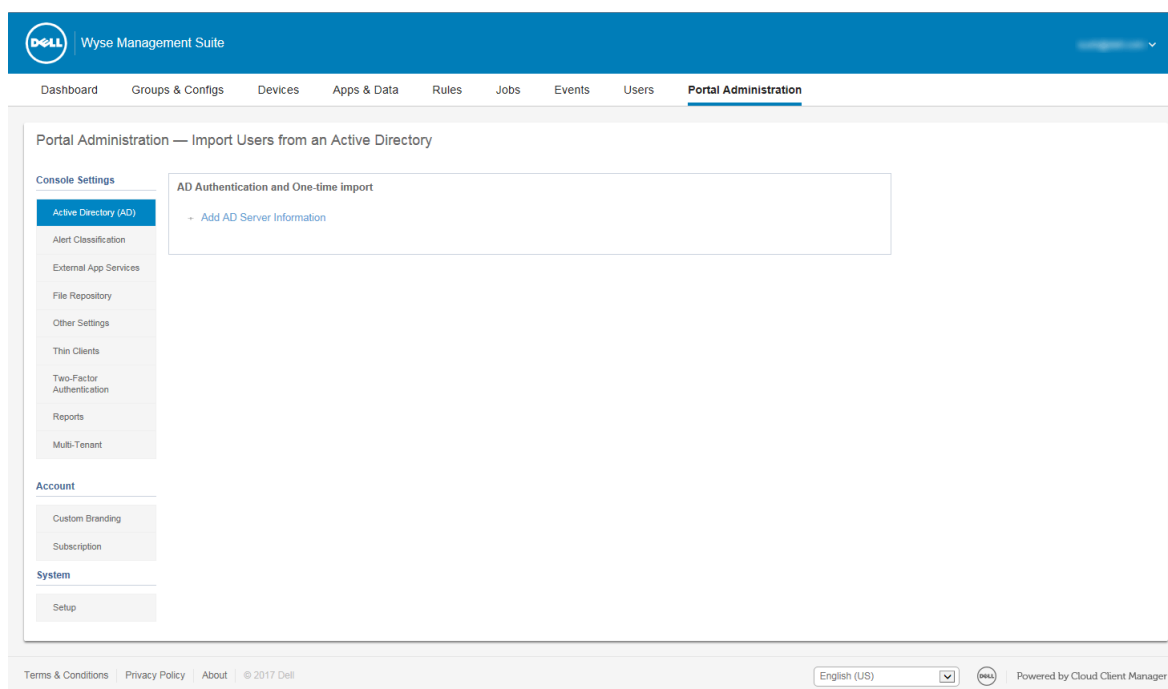 DELL
Wyse Management Suite
Dashboard
Groups & Configs
Devices
Apps & Data
Rules
Jobs
Events
Users
Portal Administration
Portal Administration — Import Users from an Active Directory
Console Settings
Active Directory (AD)
Alert Classification
External App Services
File Repository
Other Settings
Thin Clients
Two-Factor
Authentication
Reports
Multi-Tenant
AD Authentication and One-time import
+ Add AD Server Information
Account
Custom Branding
Subscription
System
Setup
Terms & Conditions
Privacy Policy
About
© 2017 Dell
English (US)
DELL
Powered by Cloud Client Manager